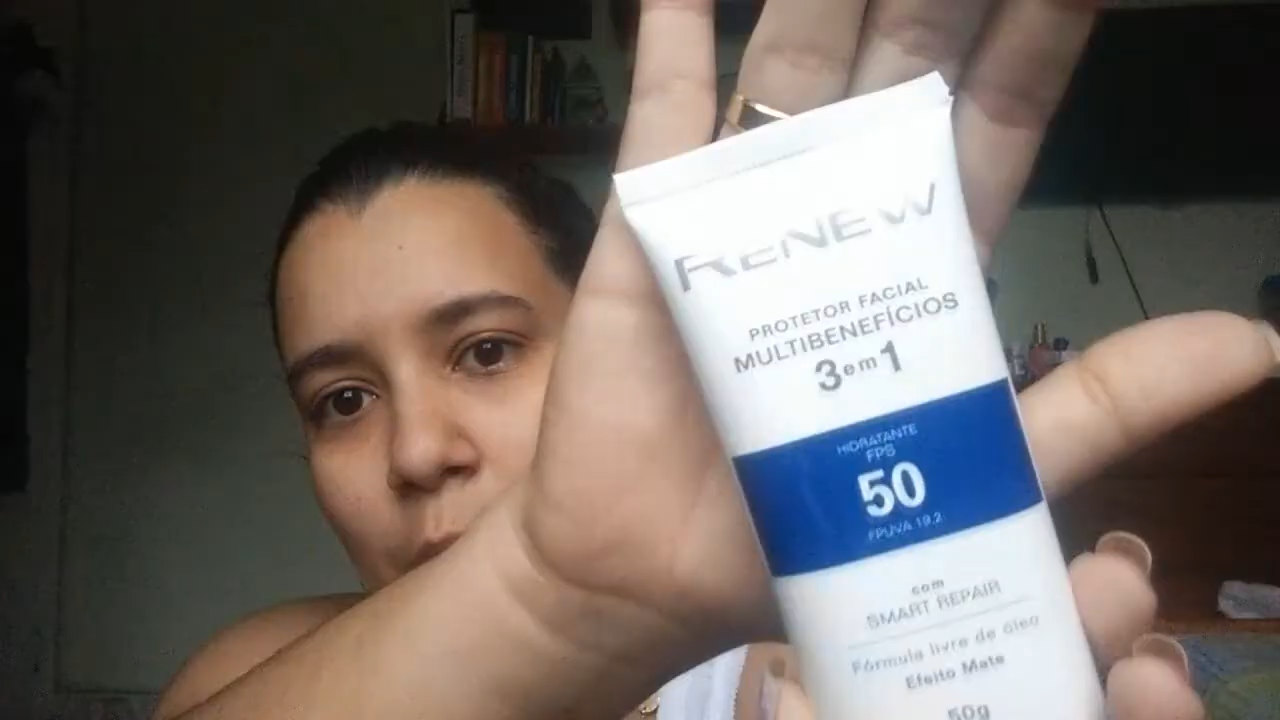 RENEW
PROTETOR FACIAL
MULTIBENEFÍCIOS
3 em 1
HIDRATANTE
FPS
50
FPUVA 19,2
com
SMART REPAIR
Fórmula livre de óleo
Efeito Mate
50g